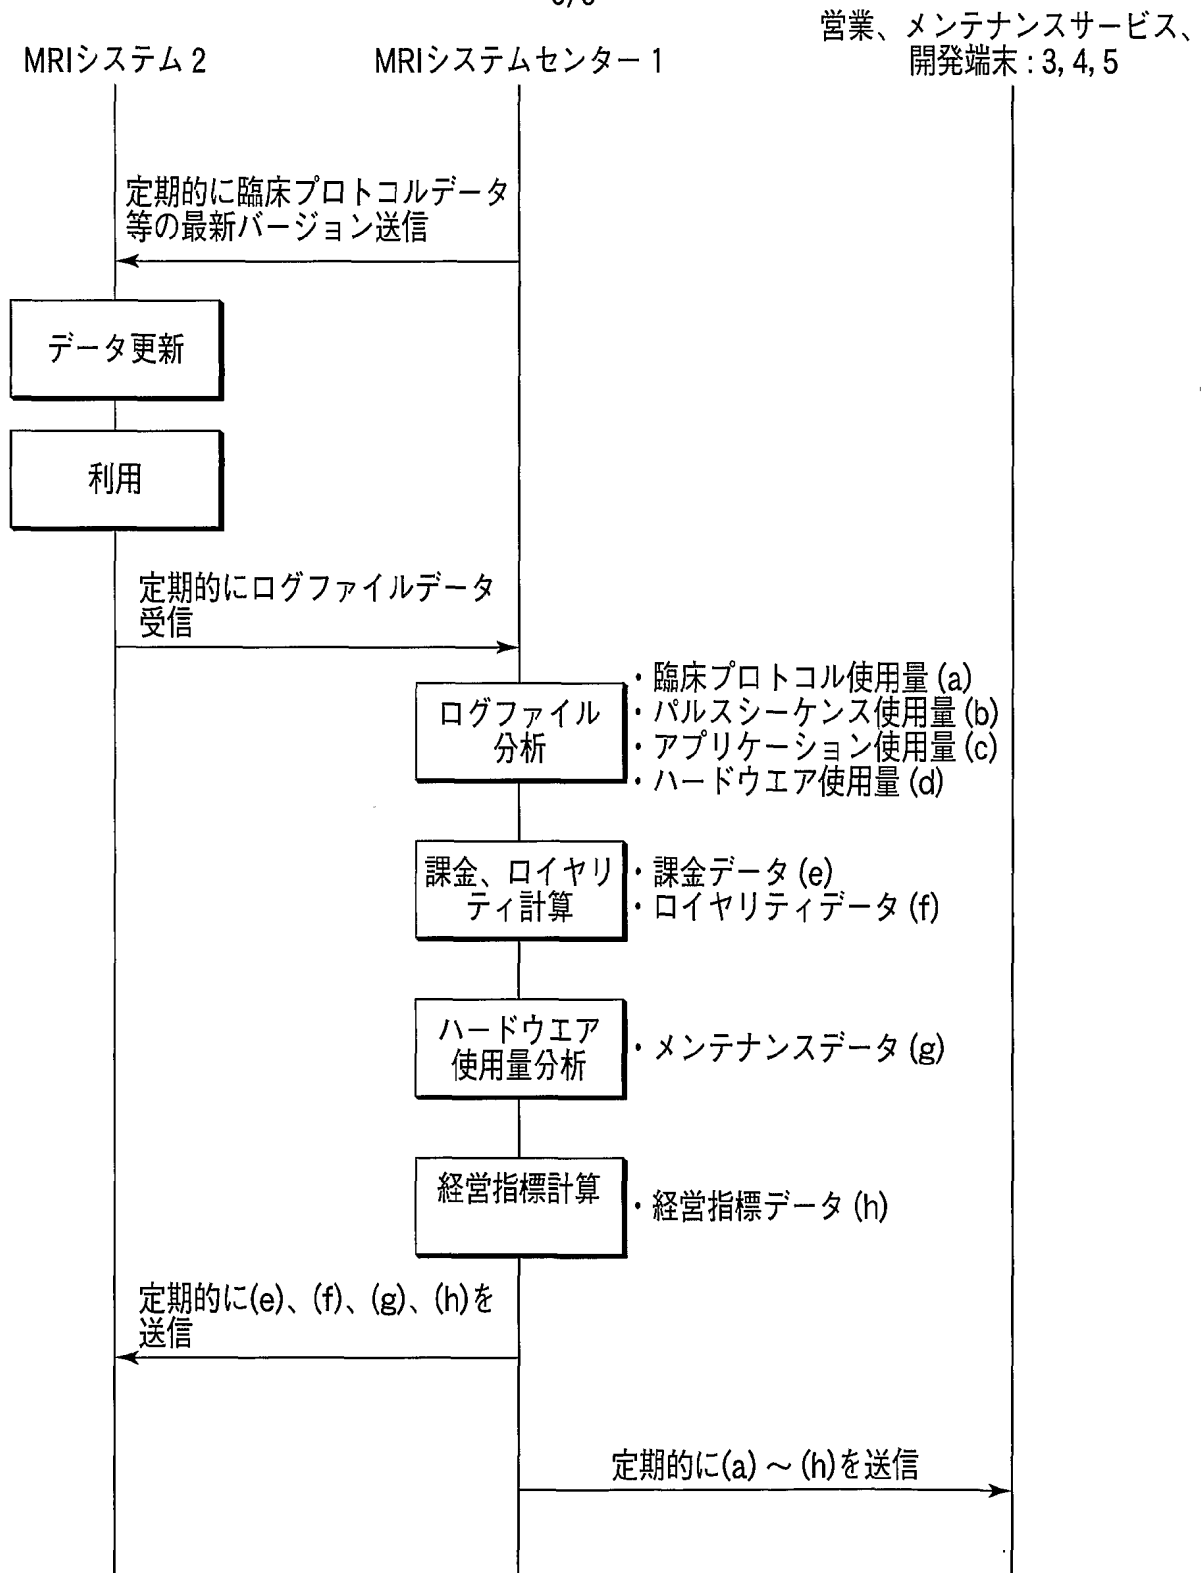 営業、メンテナンスサービス、
開発端末 : 3, 4, 5
MRIシステム 2
MRIシステムセンター 1
定期的に臨床プロトコルデータ
等の最新バージョン送信
データ更新
利用
定期的にログファイルデータ
受信
ログファイル
分析
・臨床プロトコル使用量 (a)
・パルスシーケンス使用量 (b)
・アプリケーション使用量 (c)
・ハードウエア使用量 (d)
課金、ロイヤリ
ティ計算
・課金データ (e)
・ロイヤリティデータ (f)
ハードウエア
使用量分析
・メンテナンスデータ (g)
経営指標計算
・経営指標データ (h)
定期的に(e)、(f)、(g)、(h)を
送信
定期的に(a) ～ (h)を送信